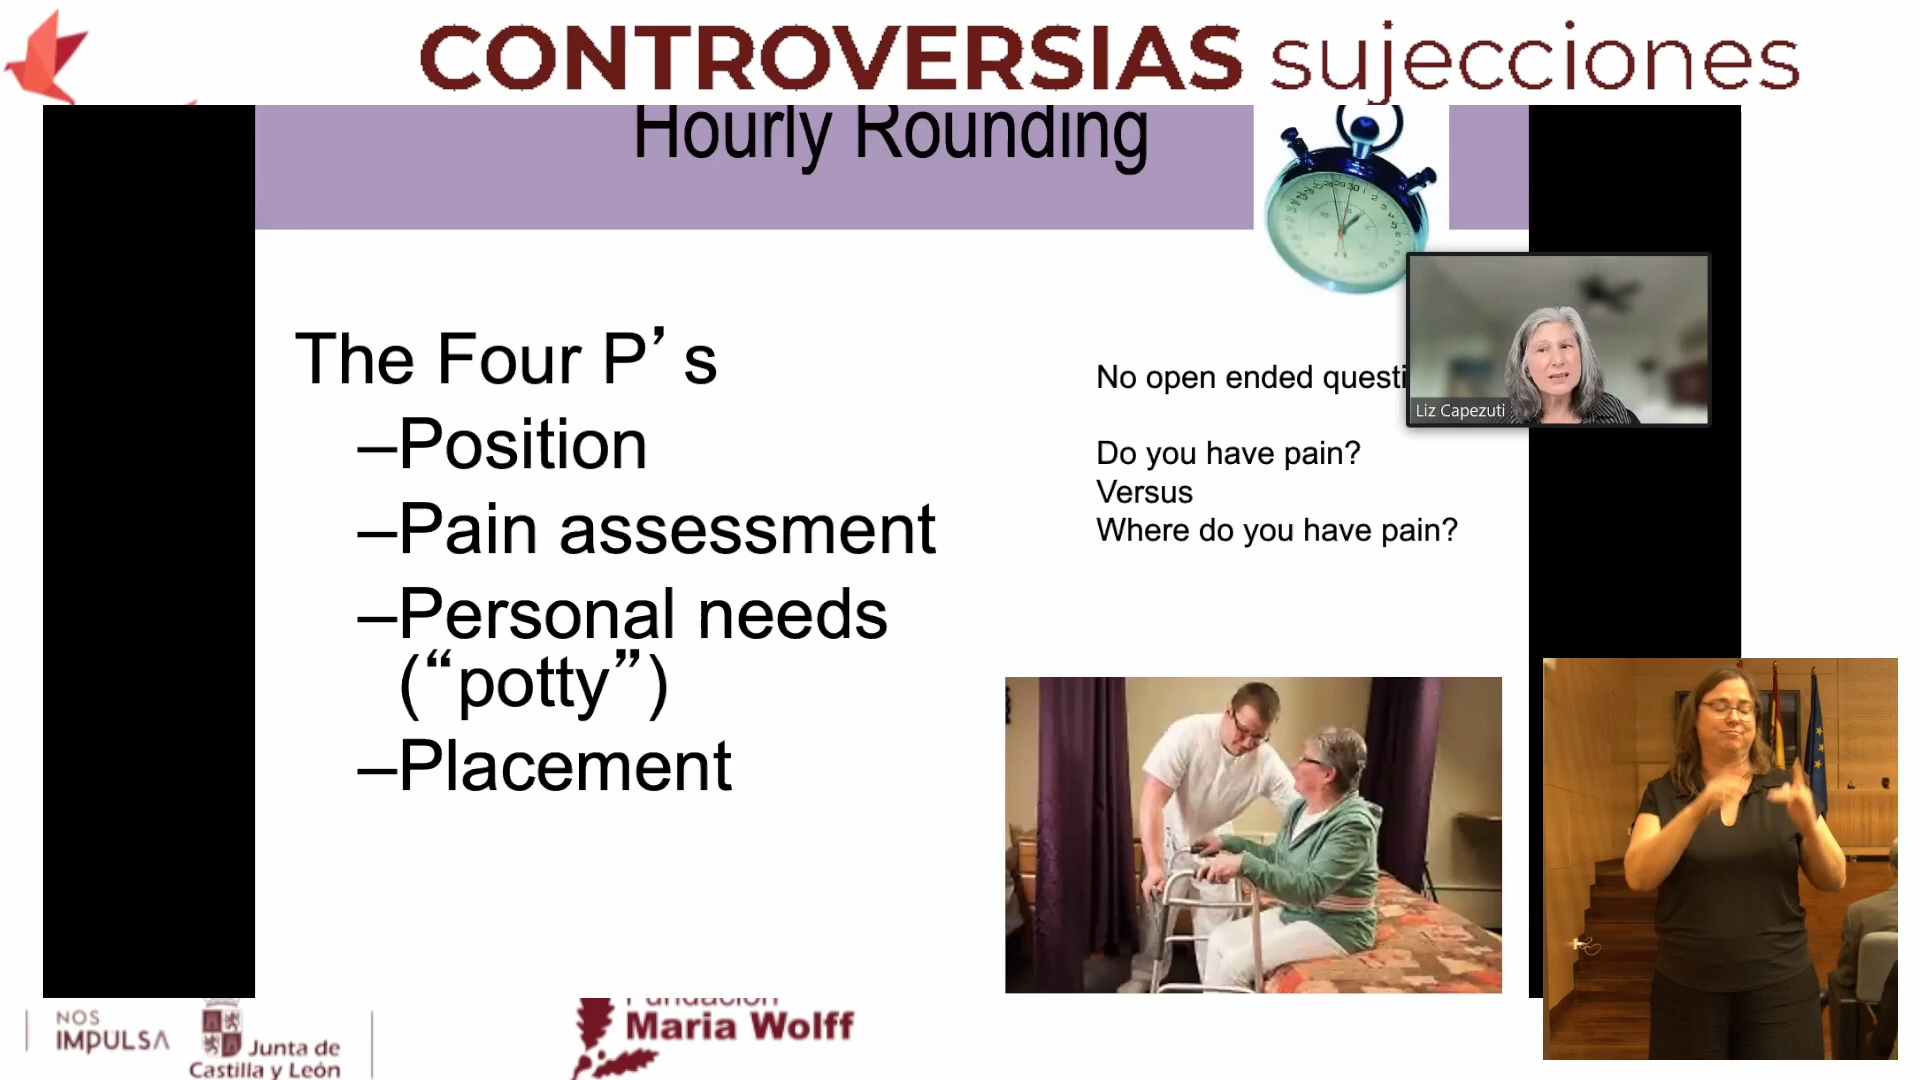 CONTROVERSIAS sujecciones
Hourly Rounding
The Four P’s
–Position
–Pain assessment
–Personal needs
(“potty”)
–Placement
No open ended questi
Do you have pain?
Versus
Where do you have pain?
Liz Capezuti
NOS
IMPULSA
Junta de
Castilla y León
Fundación
Maria Wolff